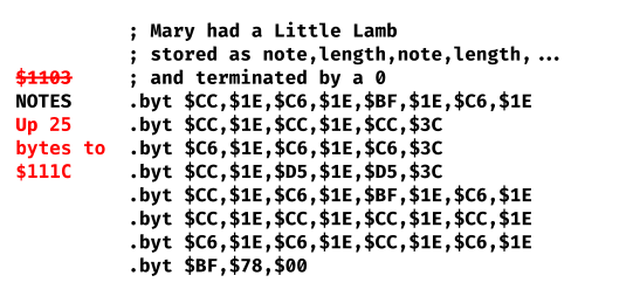 ; Mary had a Little Lamb
; stored as note,length,note,length, ...
$1103 ; and terminated by a 0
NOTES .byt $CC,$1E,$C6,$1E,$BF,$1E,$C6,$1E
Up 25 .byt $CC,$1E,$CC,$1E,$CC,$3C
bytes to .byt $C6,$1E,$C6,$1E,$C6,$3C
$111C .byt $CC,$1E,$D5,$1E,$D5,$3C
.byt $CC,$1E,$C6,$1E,$BF,$1E,$C6,$1E
.byt $CC,$1E,$CC,$1E,$CC,$1E,$CC,$1E
.byt $C6,$1E,$C6,$1E,$CC,$1E,$C6,$1E
.byt $BF,$78,$00